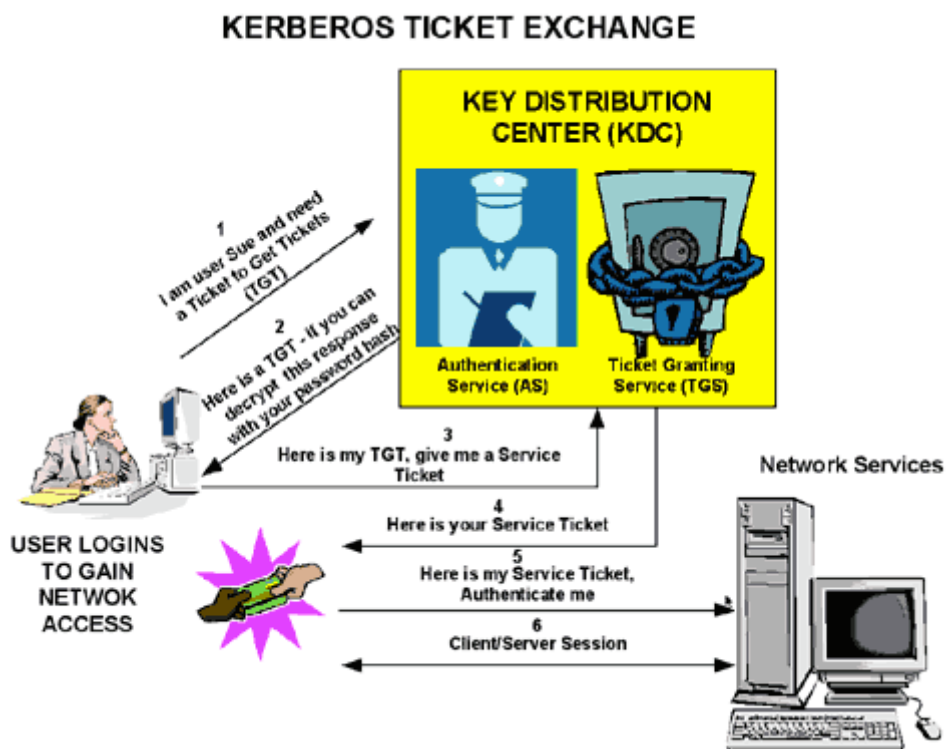 KERBEROS TICKET EXCHANGE
KEY DISTRIBUTION
CENTER (KDC)
Authentication
Service (AS)
Ticket Granting
Service (TGS)
1
I am user Sue and need
a Ticket to Get Tickets
(TGT)
2
Here is a TGT - if you can
decrypt this response
with your password hash
3
Here is my TGT, give me a Service
Ticket
Network Services
4
Here is your Service Ticket
USER LOGINS
TO GAIN
NETWOK
ACCESS
5
Here is my Service Ticket,
Authenticate me
6
Client/Server Session